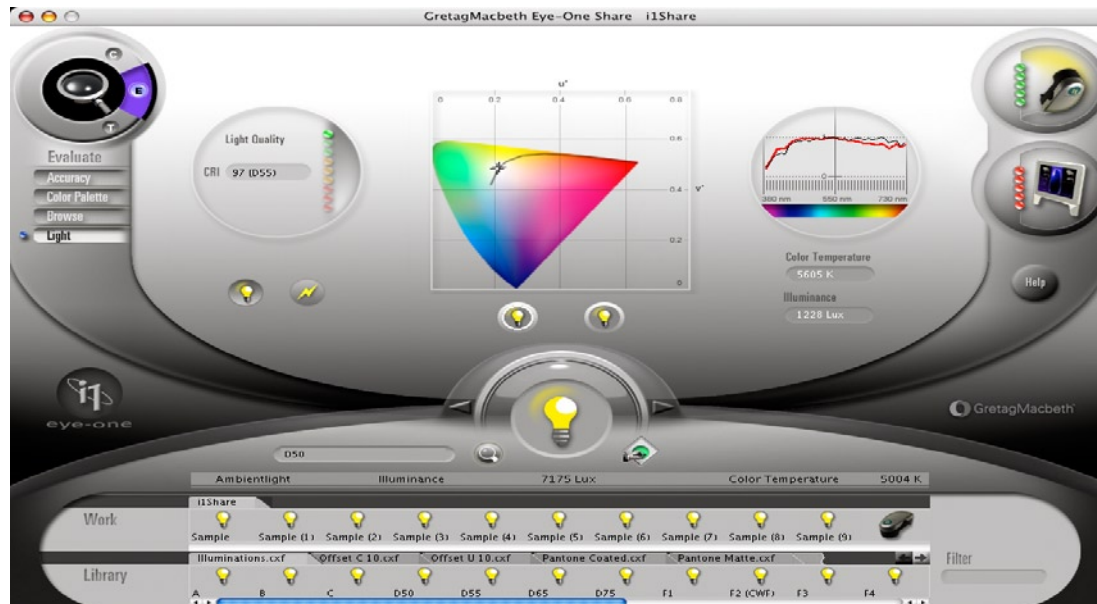 GretagMacbeth Eye-One Share   i1Share
C
E
T
Evaluate
Accuracy
Color Palette
Browse
Light
Light Quality
CRI 97 (D55)
u'
0 0.2 0.4 0.6 0.8
0.6
0.4 v'
0.2
0
380 nm 550 nm 730 nm
Color Temperature
5605 K
Illuminance
1228 Lux
Help
i1
eye-one
GretagMacbeth
D50
Ambientlight Illuminance 7175 Lux Color Temperature 5004 K
i1Share
Work
Sample Sample (1) Sample (2) Sample (3) Sample (4) Sample (5) Sample (6) Sample (7) Sample (8) Sample (9)
Illuminations.cxf Offset C 10.cxf Offset U 10.cxf Pantone Coated.cxf Pantone Matte.cxf
Library
Filter
A B C D50 D55 D65 D75 F1 F2 (CWF) F3 F4